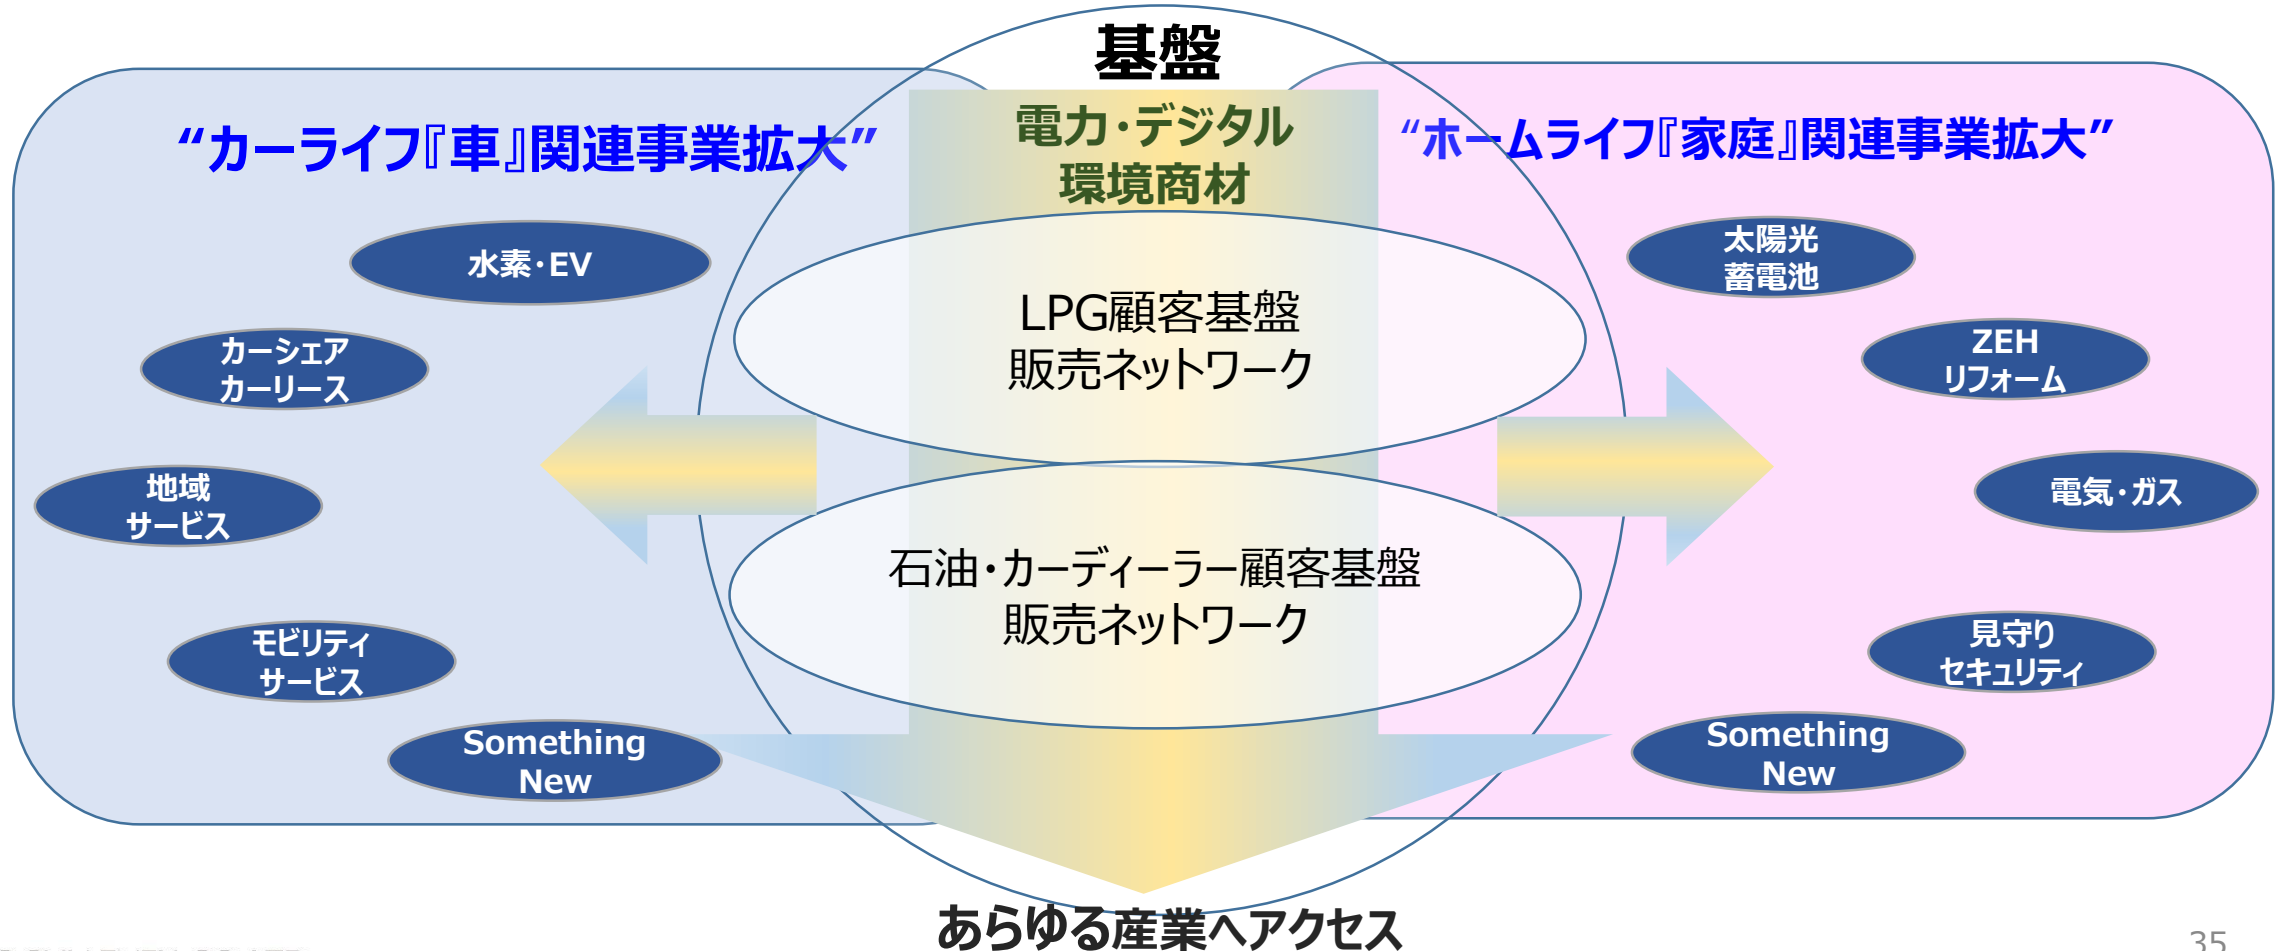 基盤
“カーライフ『車』関連事業拡大”
水素・EV
カーシェア
カーリース
地域
サービス
モビリティ
サービス
Something
New
電力・デジタル
環境商材
LPG顧客基盤
販売ネットワーク
石油・カーディーラー顧客基盤
販売ネットワーク
“ホームライフ『家庭』関連事業拡大”
太陽光
蓄電池
ZEH
リフォーム
電気・ガス
見守り
セキュリティ
Something
New
あらゆる産業へアクセス
35